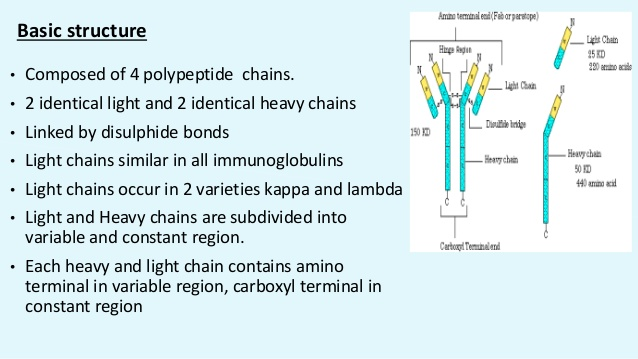 Basic structure
• Composed of 4 polypeptide chains.
• 2 identical light and 2 identical heavy chains
• Linked by disulphide bonds
• Light chains similar in all immunoglobulins
• Light chains occur in 2 varieties kappa and lambda
• Light and Heavy chains are subdivided into
variable and constant region.
• Each heavy and light chain contains amino
terminal in variable region, carboxyl terminal in
constant region
Amino terminal end (Fab or paratope)
Hinge Region
N
N
N
N
Light Chain
Disulfide bridge
150 KD
Heavy chain
C
C
Carboxyl Terminal end
N
Light Chain
25 KD
220 amino acids
N
Heavy chain
50 KD
440 amino acid
C